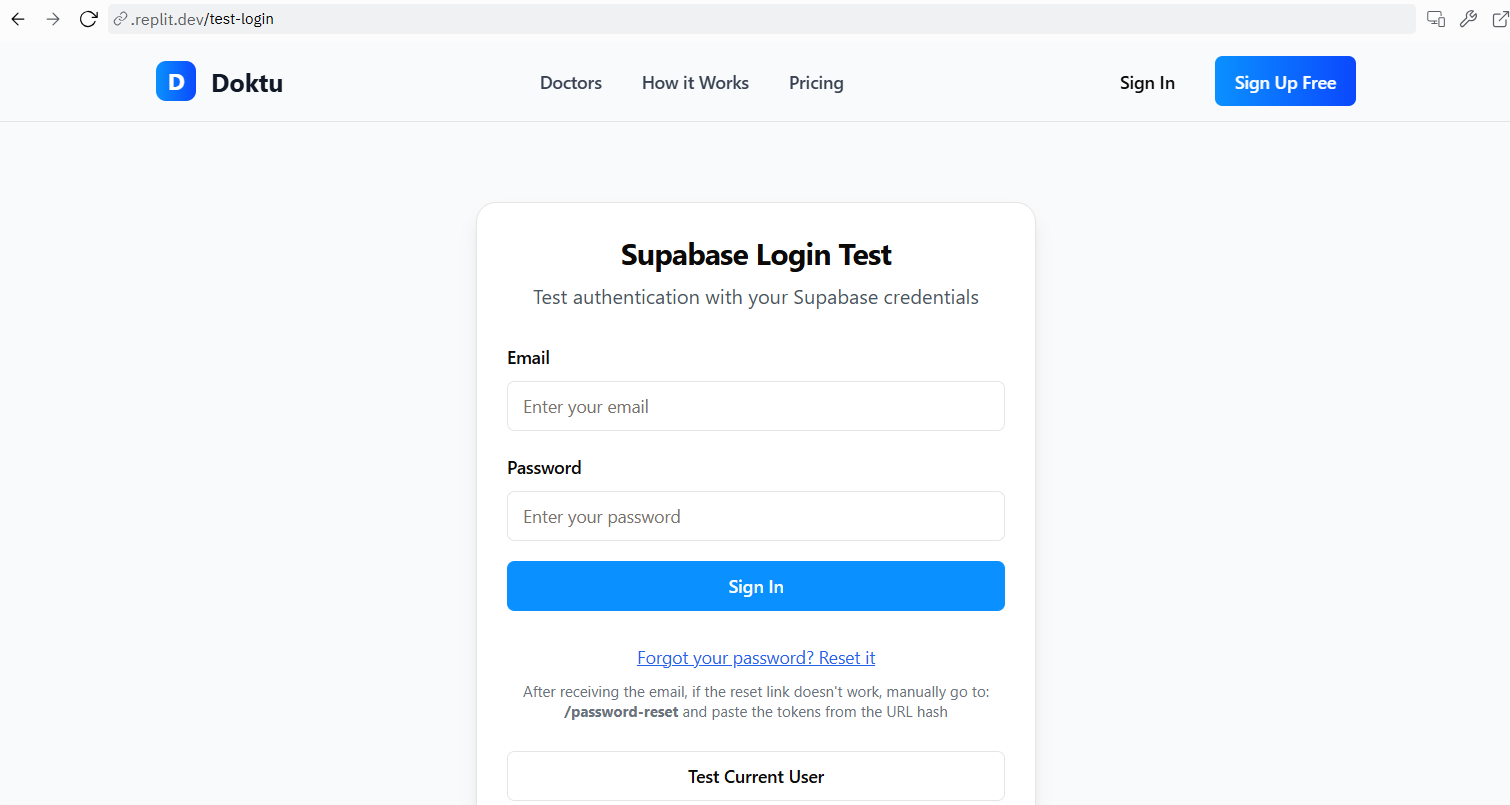 .replit.dev/test-login
D Doktu
Doctors How it Works Pricing
Sign In Sign Up Free
Supabase Login Test
Test authentication with your Supabase credentials
Email
Enter your email
Password
Enter your password
Sign In
Forgot your password? Reset it
After receiving the email, if the reset link doesn't work, manually go to:
/password-reset and paste the tokens from the URL hash
Test Current User